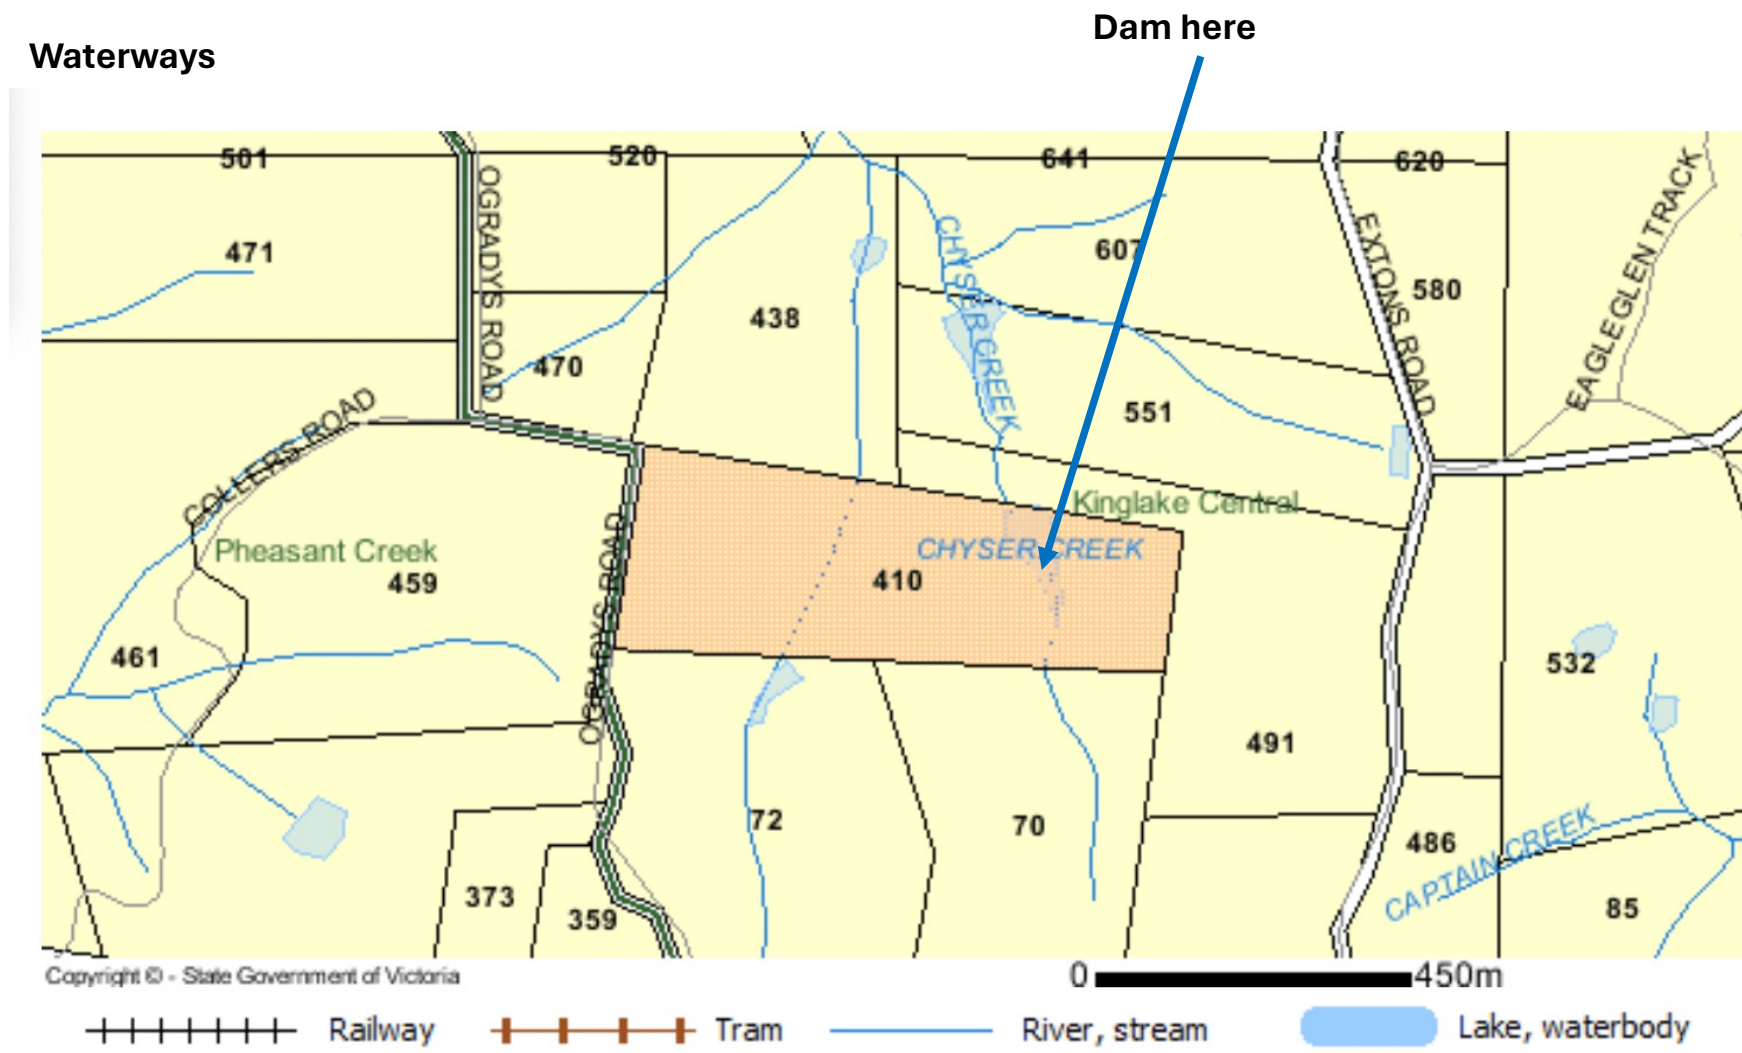 Dam here
Waterways
501
520
641
620
OGRADYS ROAD
471
CHYSER CREEK
607
EXTONS ROAD
580
EAGLEGLEN TRACK
438
470
551
COLLERS ROAD
Kinglake Central
Pheasant Creek
CHYSER CREEK
459
410
OGRADYS ROAD
461
532
491
72
70
486
CAPTAIN CREEK
373
359
85
Copyright © - State Government of Victoria
0 450m
Railway
Tram
River, stream
Lake, waterbody